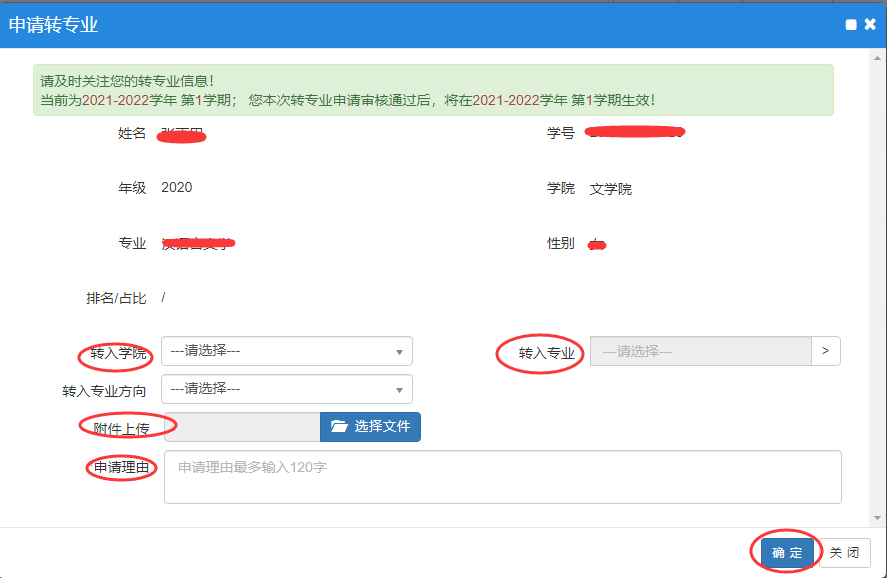 申请转专业
请及时关注您的转专业信息!
当前为2021-2022学年 第1学期； 您本次转专业申请审核通过后，将在2021-2022学年 第1学期生效!
姓名
学号
年级 2020
学院 文学院
专业
性别
排名/占比 /
转入学院 ---请选择---
转入专业 ---请选择--- >
转入专业方向 ---请选择---
附件上传 选择文件
申请理由 申请理由最多输入120字
确 定 关 闭